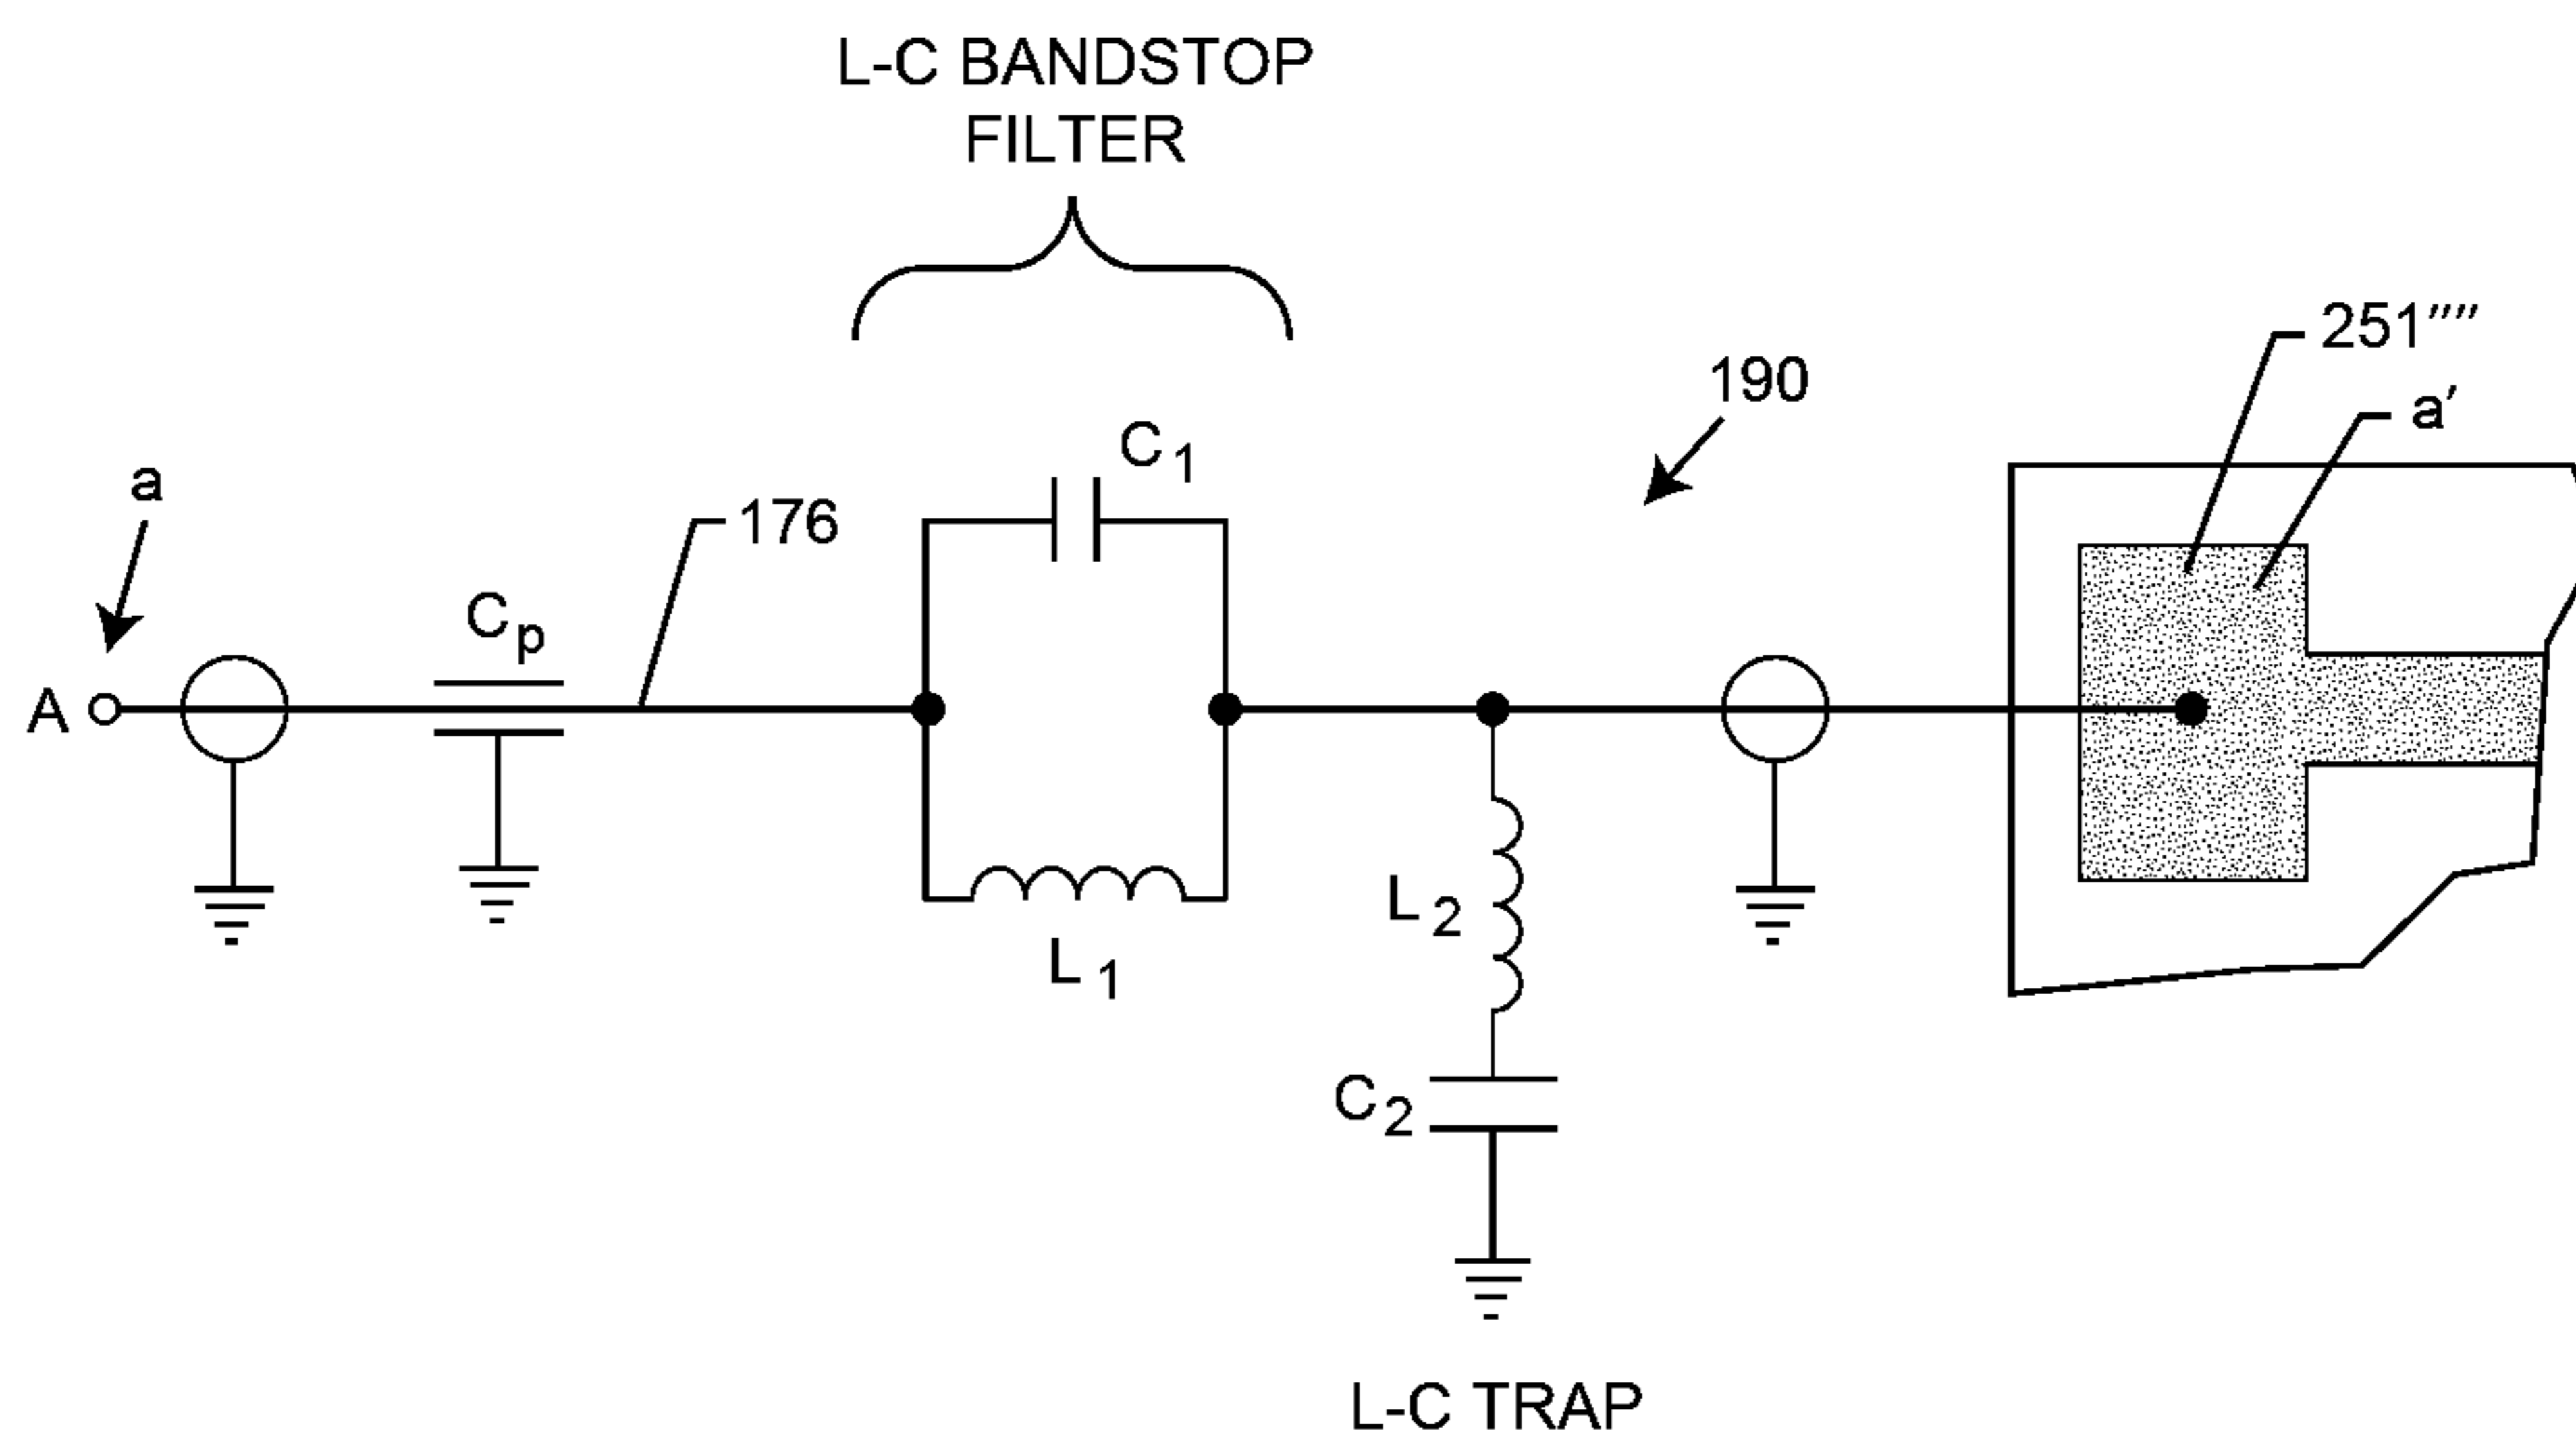 L-C BANDSTOP
FILTER
251''''
190
a'
C1
a
176
Cp
A
L2
L1
C2
L-C TRAP